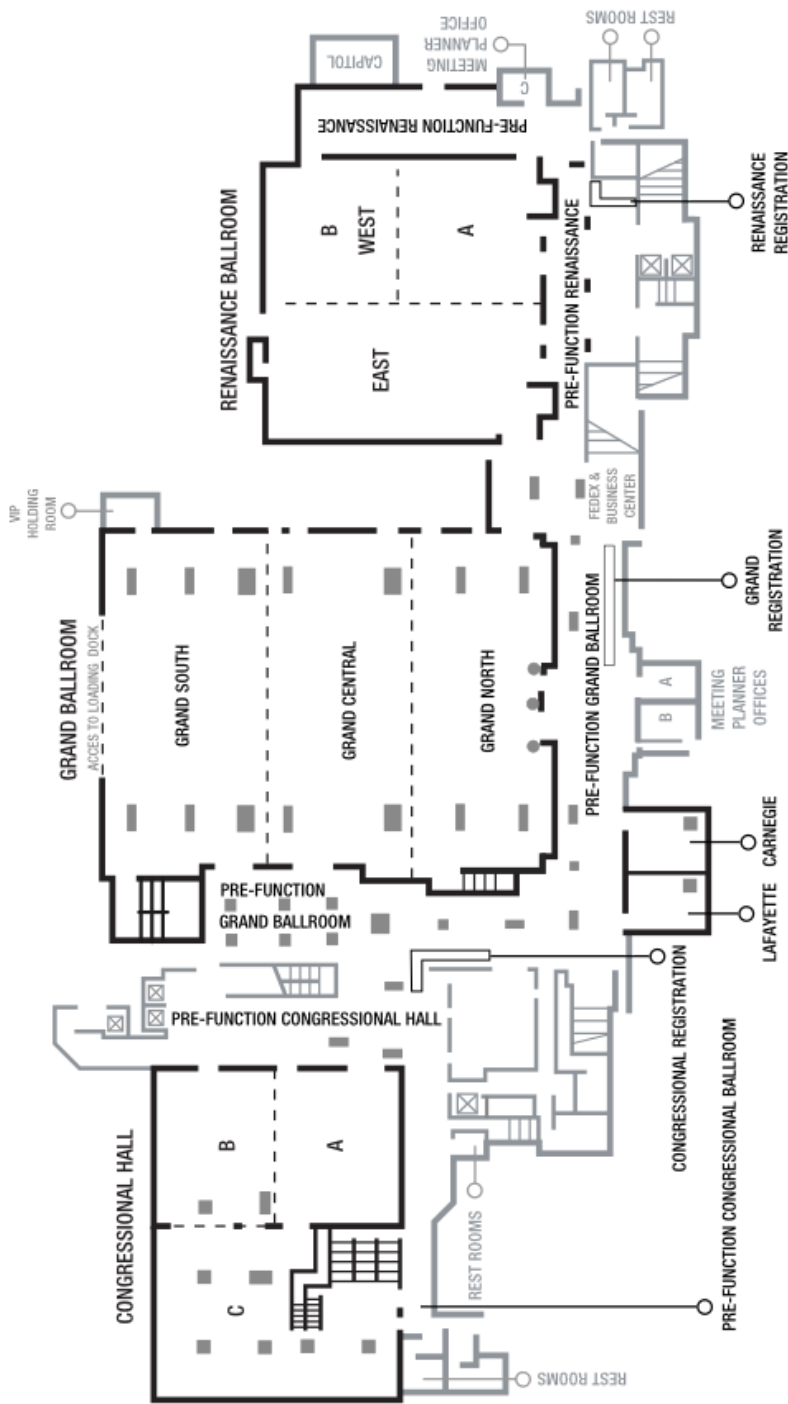 REST ROOMS
MEETING
PLANNER
OFFICE
C
CAPITOL
PRE-FUNCTION RENAISSANCE
RENAISSANCE BALLROOM
B
WEST
A
EAST
PRE-FUNCTION RENAISSANCE
RENAISSANCE
REGISTRATION
VIP
HOLDING
ROOM
FEDEX &
BUSINESS
CENTER
GRAND BALLROOM
ACCES TO LOADING DOCK
GRAND SOUTH
GRAND CENTRAL
GRAND NORTH
PRE-FUNCTION GRAND BALLROOM
GRAND
REGISTRATION
A
B
MEETING
PLANNER
OFFICES
CARNEGIE
LAFAYETTE
PRE-FUNCTION
GRAND BALLROOM
PRE-FUNCTION CONGRESSIONAL HALL
CONGRESSIONAL REGISTRATION
CONGRESSIONAL HALL
B
A
C
REST ROOMS
PRE-FUNCTION CONGRESSIONAL BALLROOM
REST ROOMS